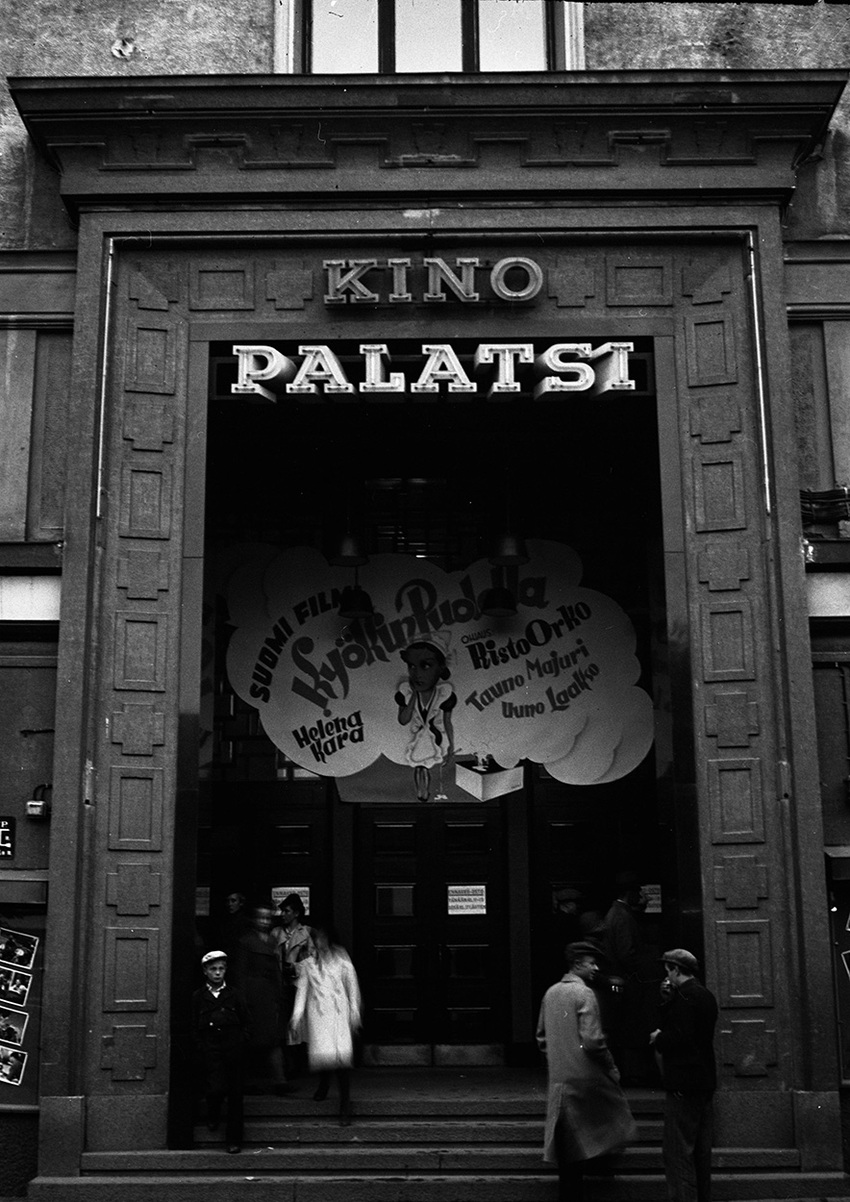 KINO
PALATSI
SUOMI FILMI
Kyökin Puolella
OHJAUS
Risto Orko
Tauno Majuri
Uuno Laakso
Helena
Kara